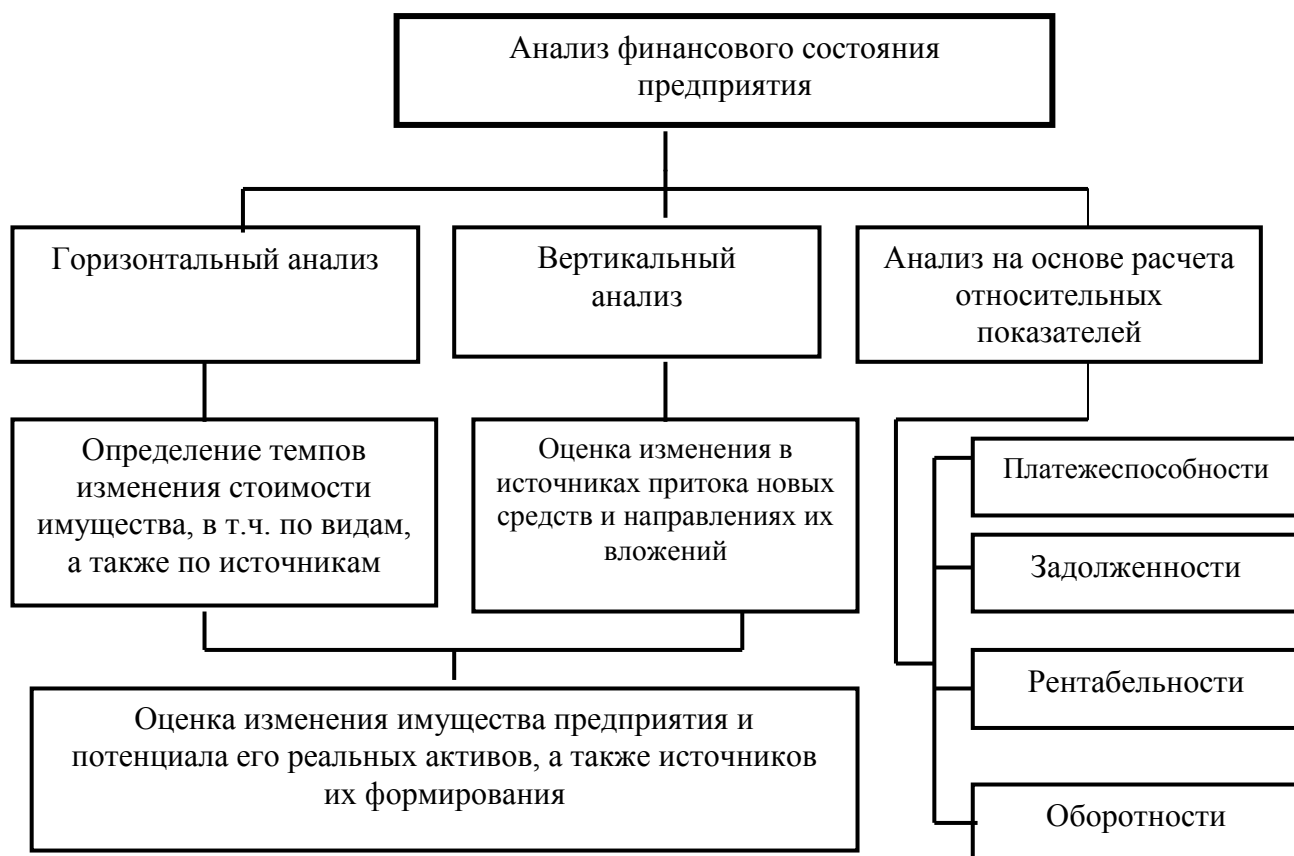 Анализ финансового состояния
предприятия
Горизонтальный анализ
Вертикальный
анализ
Анализ на основе расчета
относительных
показателей
Определение темпов
изменения стоимости
имущества, в т.ч. по видам,
а также по источникам
Оценка изменения в
источниках притока новых
средств и направлениях их
вложений
Платежеспособности
Задолженности
Рентабельности
Оборотности
Оценка изменения имущества предприятия и
потенциала его реальных активов, а также источников
их формирования